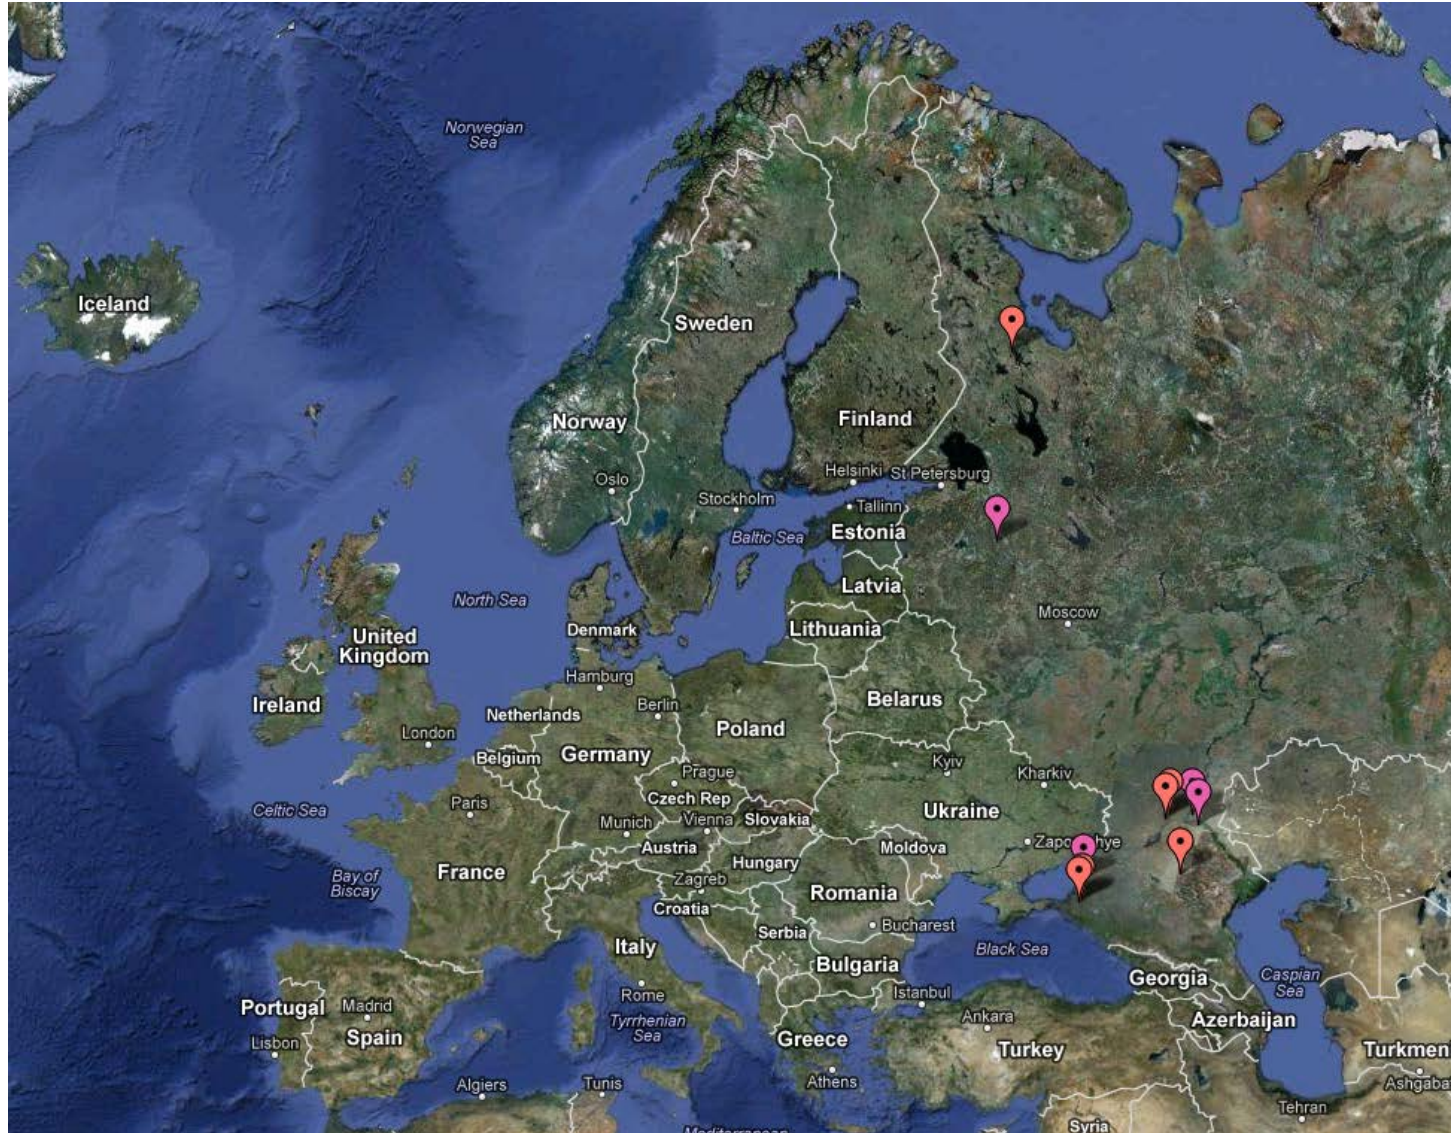 Norwegian
Sea
Iceland
Sweden
Norway
Finland
Oslo
Helsinki
St Petersburg
Stockholm
Tallinn
Baltic Sea
Estonia
Latvia
North Sea
Moscow
Denmark
Lithuania
United
Kingdom
Hamburg
Ireland
Belarus
Berlin
Netherlands
London
Poland
Belgium
Germany
Kyiv
Prague
Kharkiv
Czech Rep
Celtic Sea
Paris
Ukraine
Munich
Vienna
Slovakia
Austria
Moldova
Hungary
France
Bay of
Biscay
Zagreb
Romania
Croatia
Bucharest
Serbia
Italy
Black Sea
Bulgaria
Georgia
Caspian
Sea
Rome
Istanbul
Portugal
Madrid
Tyrrhenian
Sea
Ankara
Azerbaijan
Spain
Lisbon
Greece
Turkey
Turkmen
Algiers
Tunis
Athens
Ashgaba
Tehran
Syria